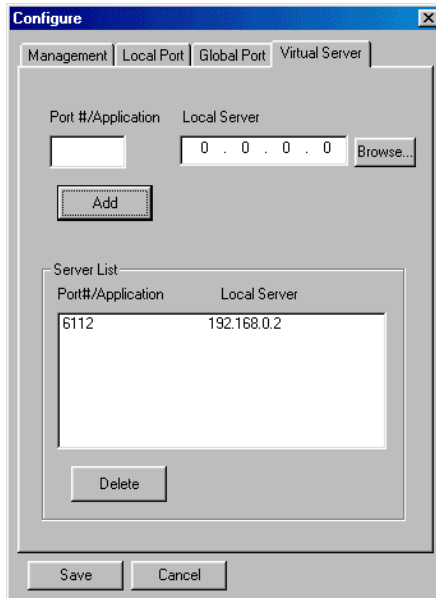 Configure
Management Local Port Global Port Virtual Server
Port #/Application Local Server
0 . 0 . 0 . 0 Browse...
Add
Server List
Port#/Application Local Server
6112 192.168.0.2
Delete
Save Cancel